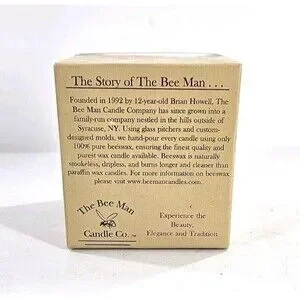 The Story of The Bee Man . . .
Founded in 1992 by 12-year-old Brian Howell, The
Bee Man Candle Company has since grown into a
family-run company nestled in the hills outside of
Syracuse, NY. Using glass pitchers and custom-
designed molds, we hand-pour every candle using only
100% pure beeswax, ensuring the finest quality and
purest wax candle available. Beeswax is naturally
smokeless, dripless, and burns longer and cleaner than
paraffin wax candles. For more information on beeswax
please visit www.beemancandles.com.
The Bee Man
Candle Co.™
Experience the
Beauty,
Elegance and Tradition